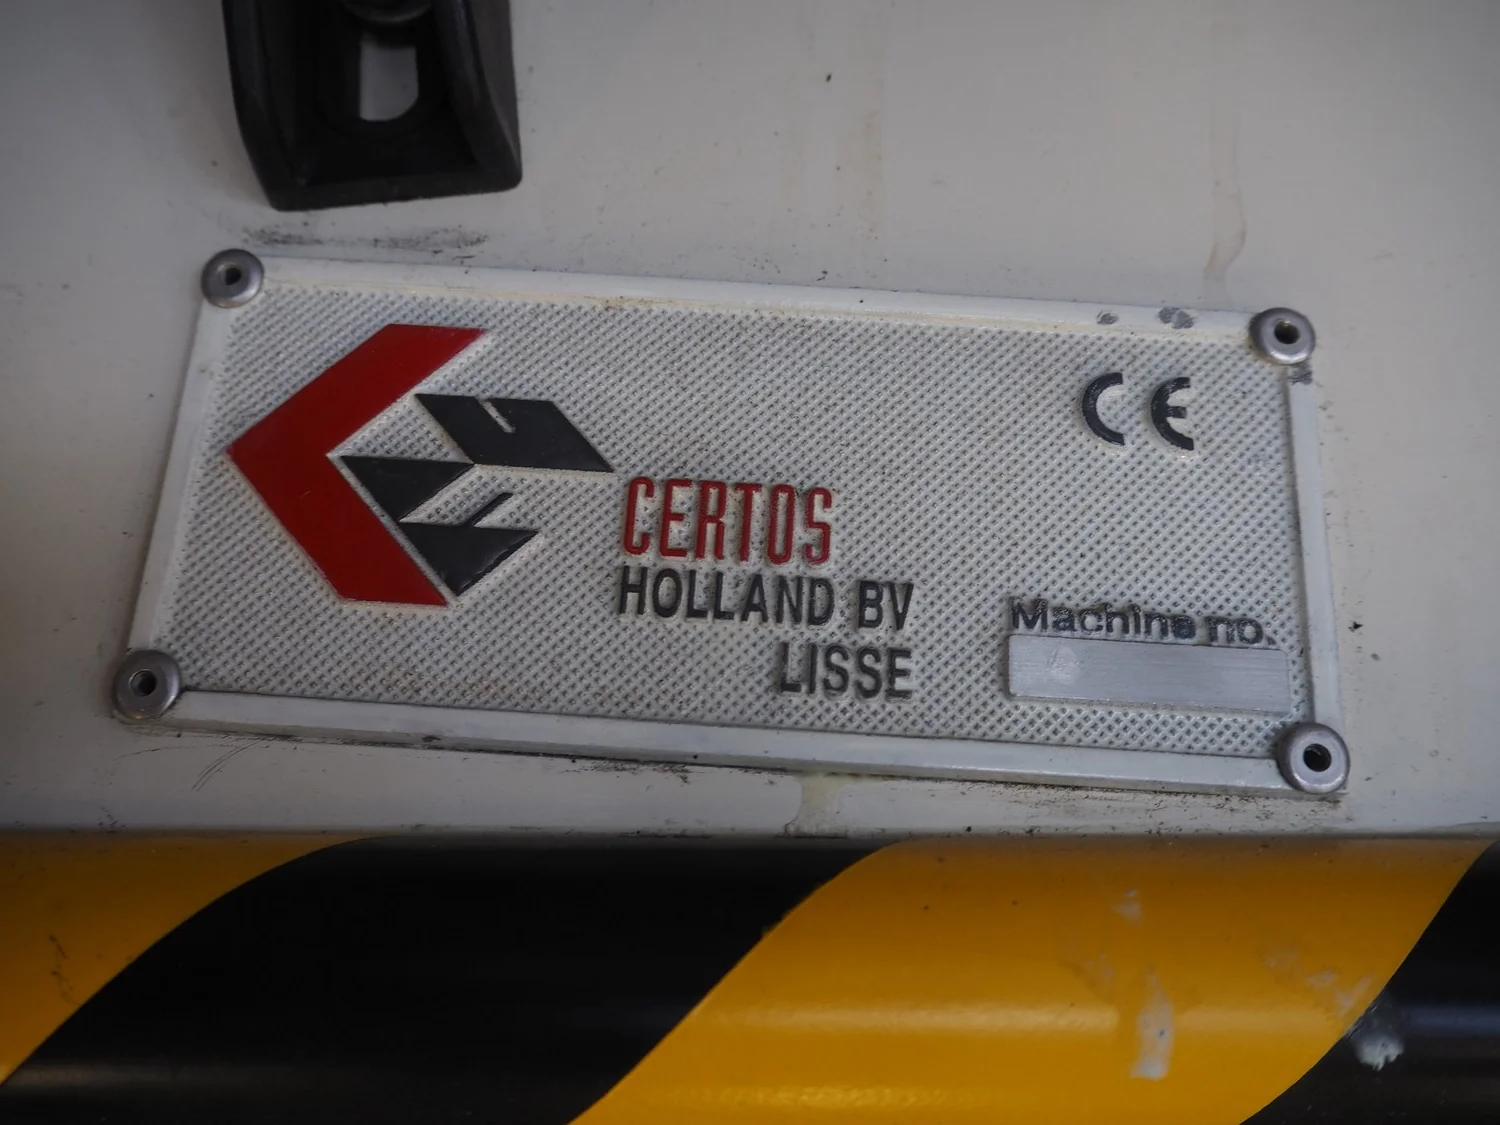 CE
CERTOS
HOLLAND BV
LISSE
Machine no.